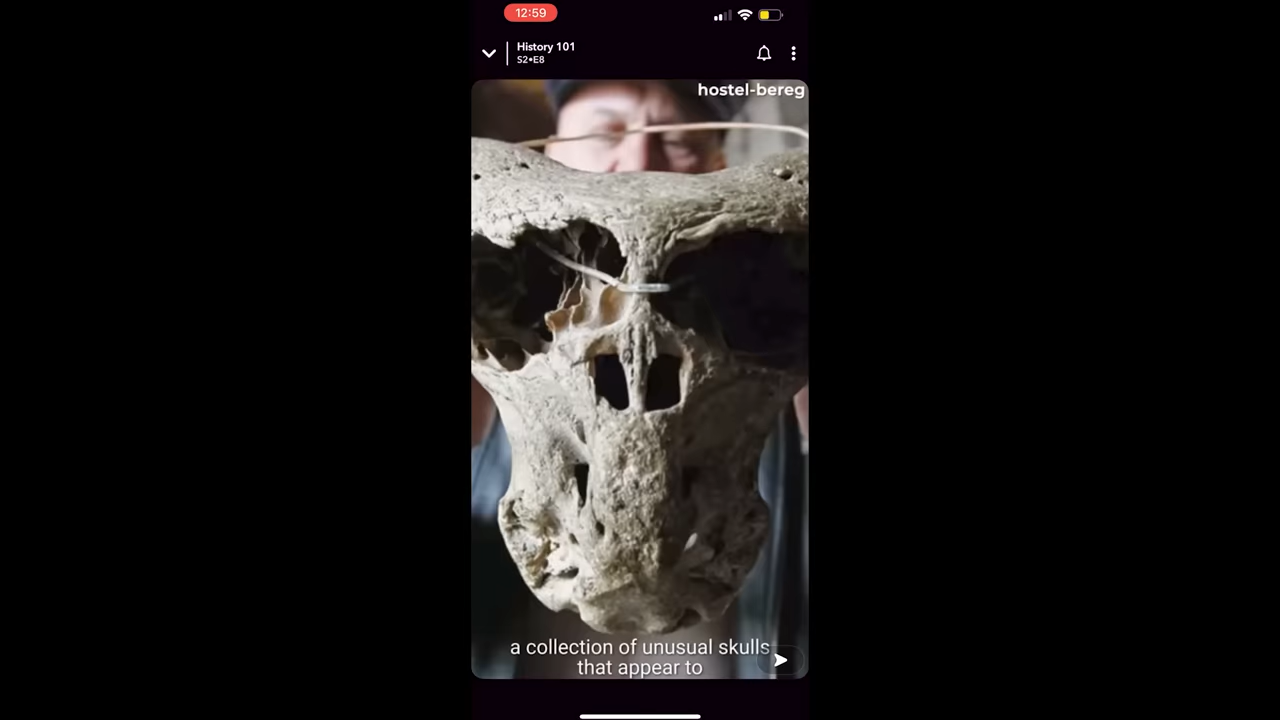 12:59
History 101
S2•E8
hostel-bereg
a collection of unusual skulls
that appear to